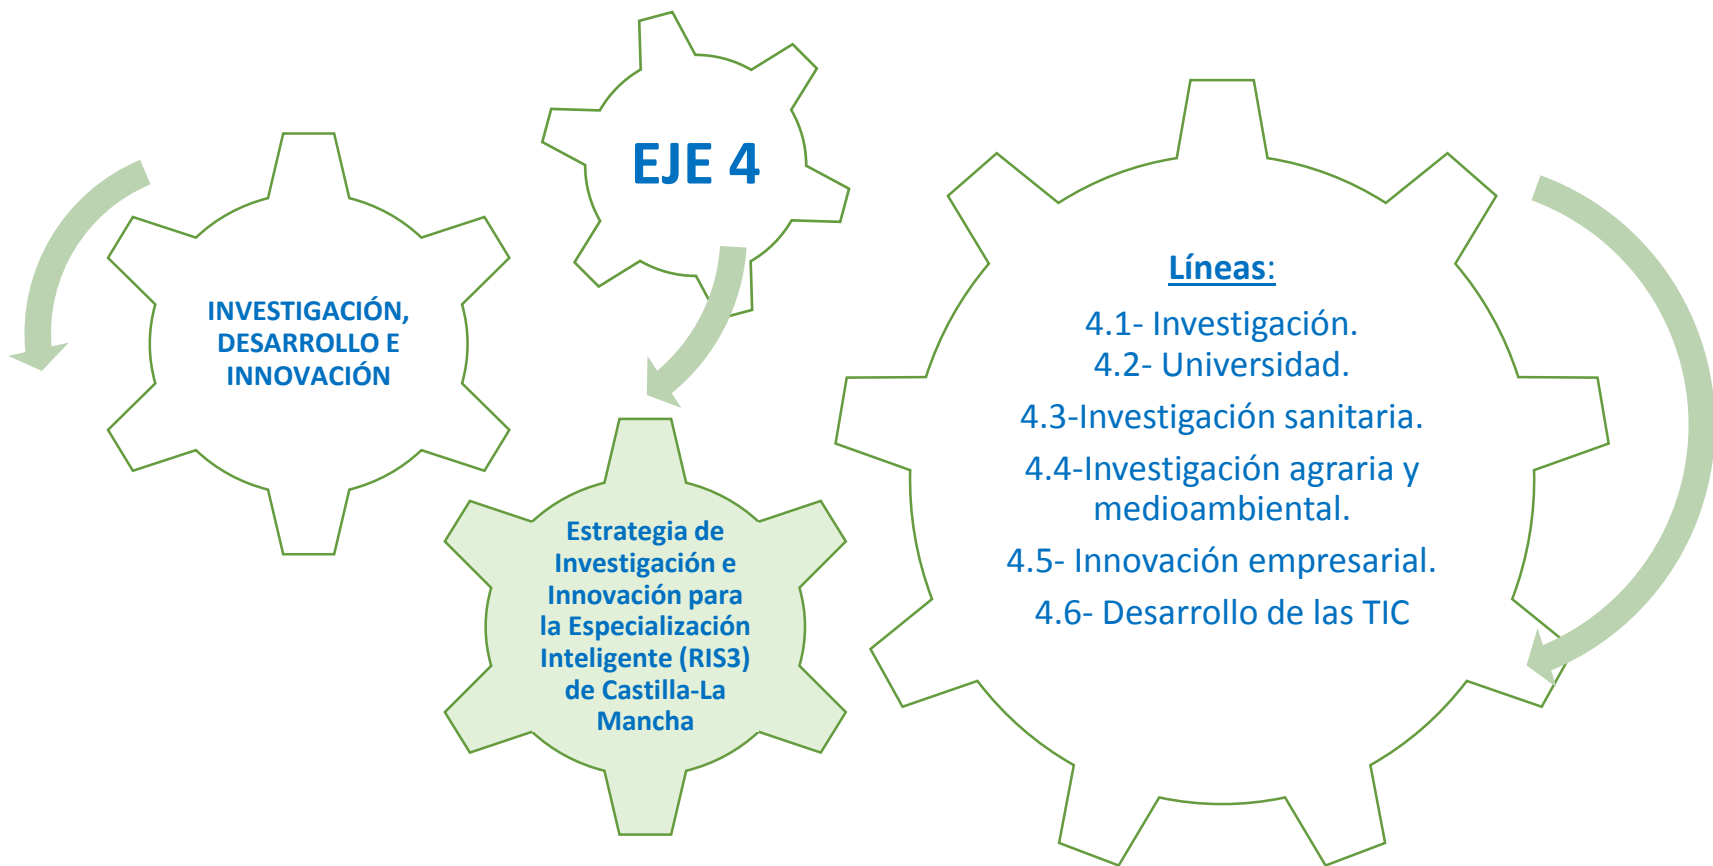 EJE 4
INVESTIGACIÓN,
DESARROLLO E
INNOVACIÓN
Estrategia de
Investigación e
Innovación para
la Especialización
Inteligente (RIS3)
de Castilla-La
Mancha
Líneas:
4.1- Investigación.
4.2- Universidad.
4.3-Investigación sanitaria.
4.4-Investigación agraria y
medioambiental.
4.5- Innovación empresarial.
4.6- Desarrollo de las TIC